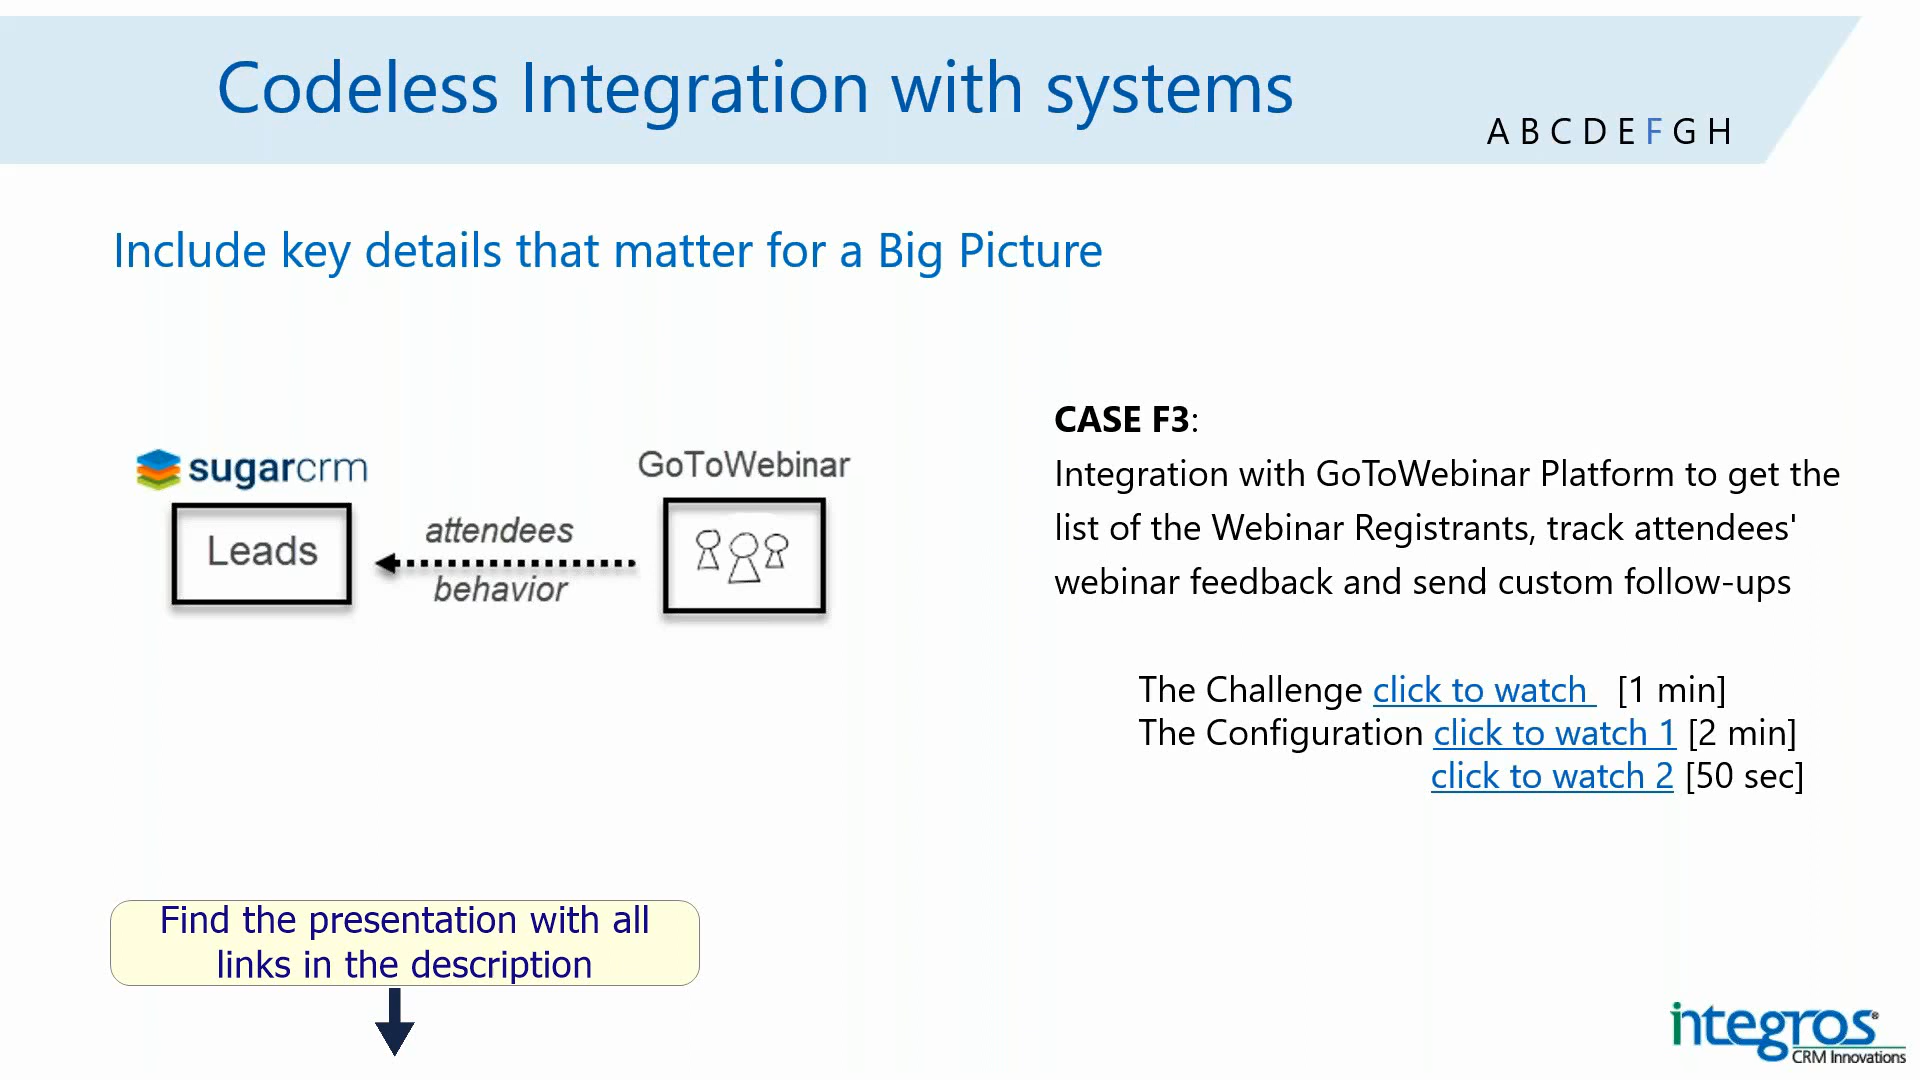 Codeless Integration with systems
A B C D E F G H
Include key details that matter for a Big Picture
sugarcrm
GoToWebinar
Leads
attendees
behavior
CASE F3:
Integration with GoToWebinar Platform to get the
list of the Webinar Registrants, track attendees'
webinar feedback and send custom follow-ups
The Challenge click to watch [1 min]
The Configuration click to watch 1 [2 min]
click to watch 2 [50 sec]
Find the presentation with all
links in the description
integros®
CRM Innovations